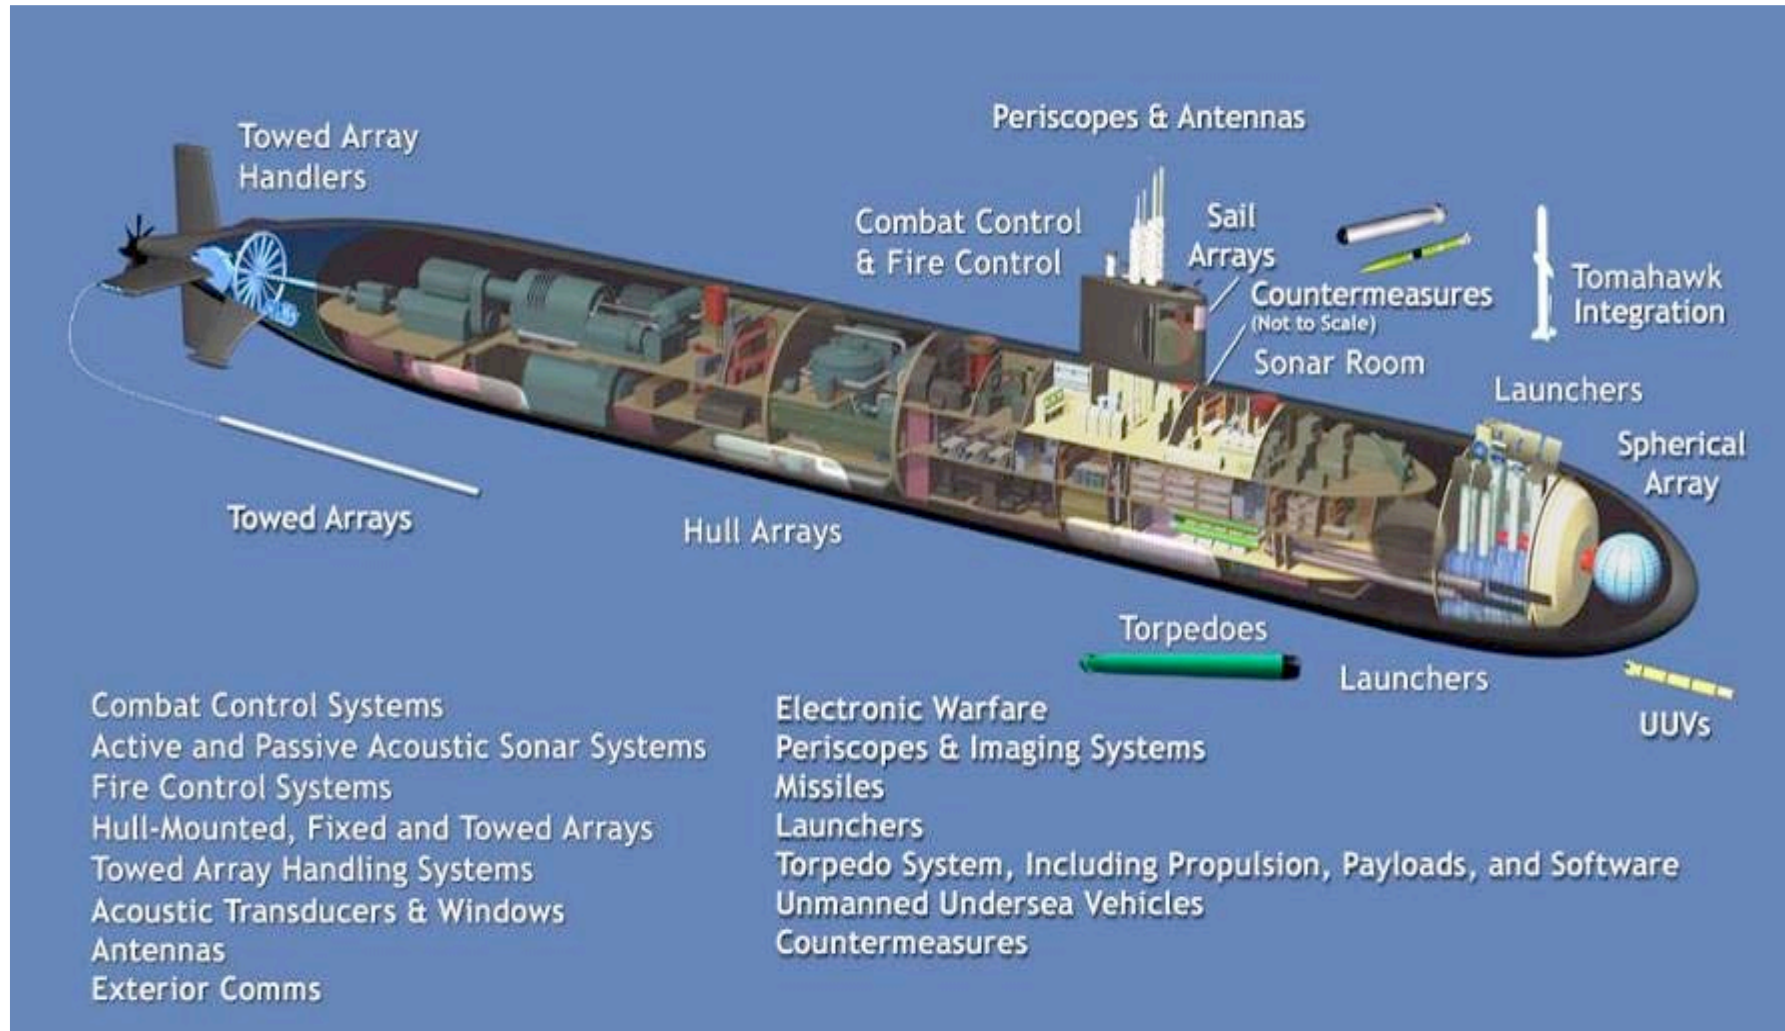 Periscopes & Antennas
Towed Array
Handlers
Combat Control
& Fire Control
Sail
Arrays
Countermeasures
(Not to Scale)
Sonar Room
Tomahawk
Integration
Launchers
Spherical
Array
Towed Arrays
Hull Arrays
Torpedoes
Launchers
UUVs
Combat Control Systems
Active and Passive Acoustic Sonar Systems
Fire Control Systems
Hull-Mounted, Fixed and Towed Arrays
Towed Array Handling Systems
Acoustic Transducers & Windows
Antennas
Exterior Comms
Electronic Warfare
Periscopes & Imaging Systems
Missiles
Launchers
Torpedo System, Including Propulsion, Payloads, and Software
Unmanned Undersea Vehicles
Countermeasures